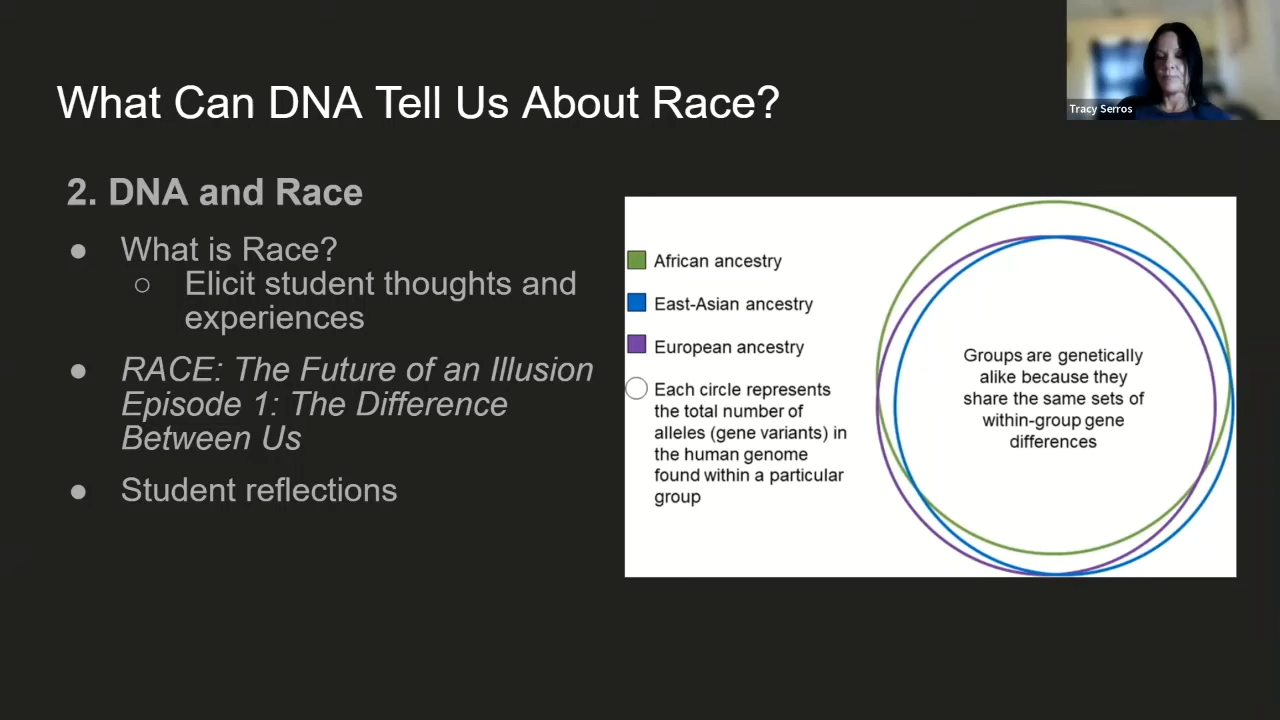 What Can DNA Tell Us About Race?
Tracy Serros
2. DNA and Race
● What is Race?
○ Elicit student thoughts and
experiences
● RACE: The Future of an Illusion
Episode 1: The Difference
Between Us
● Student reflections
African ancestry
East-Asian ancestry
European ancestry
Each circle represents
the total number of
alleles (gene variants) in
the human genome
found within a particular
group
Groups are genetically
alike because they
share the same sets of
within-group gene
differences